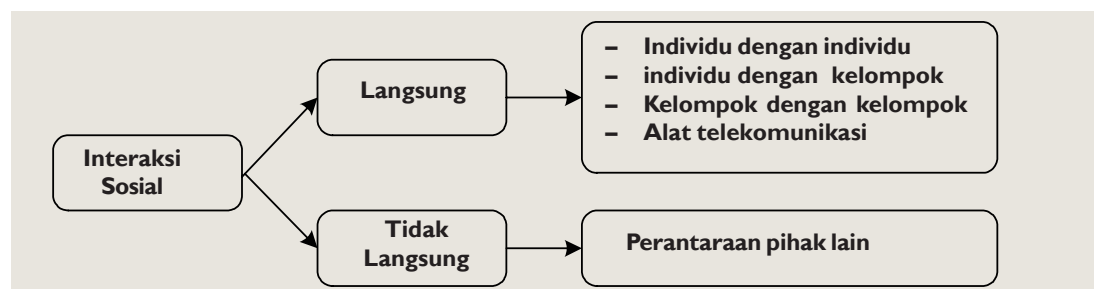 Interaksi
Sosial
Langsung
– Individu dengan individu
– individu dengan kelompok
– Kelompok dengan kelompok
– Alat telekomunikasi
Tidak
Langsung
Perantaraan pihak lain